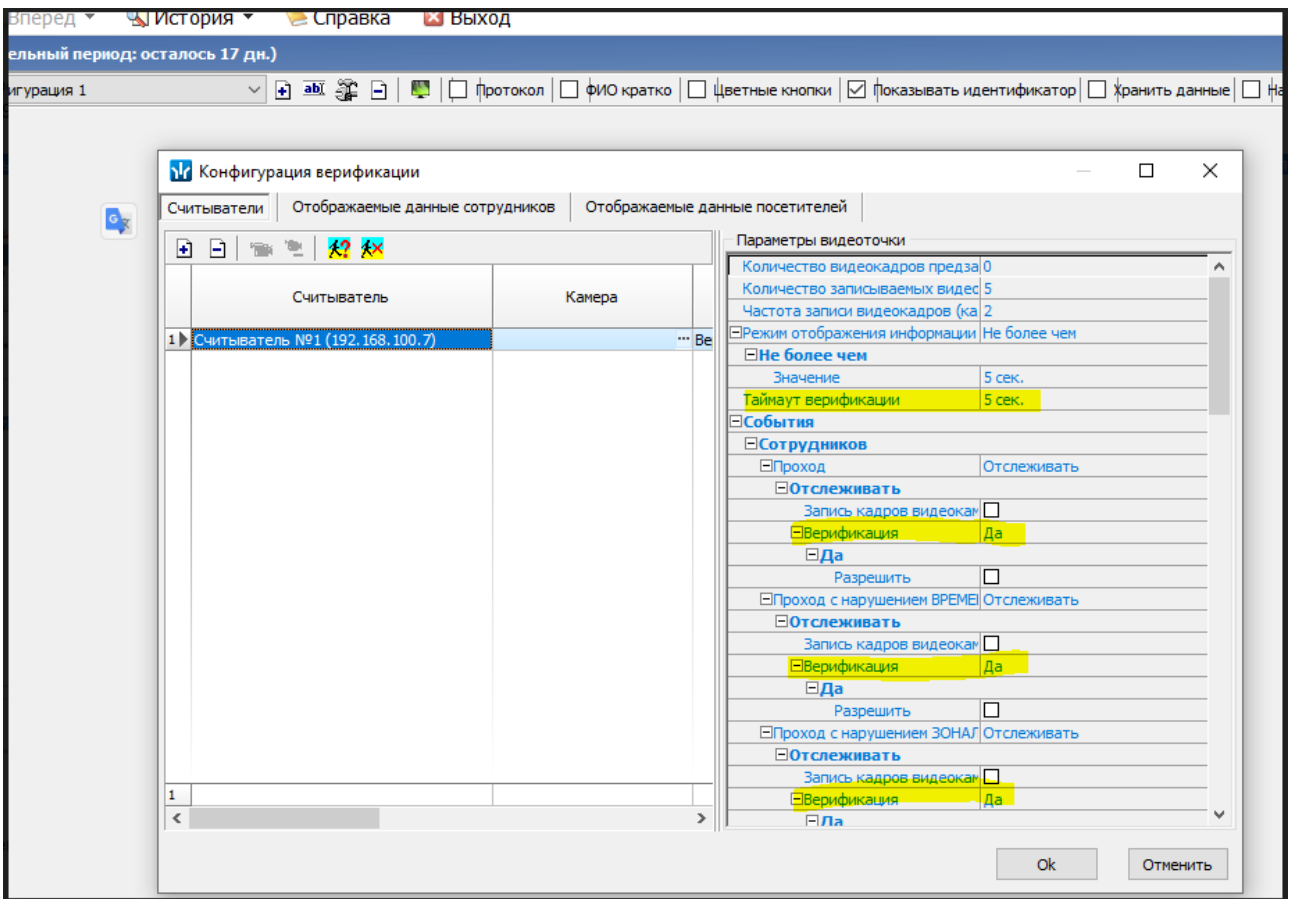 Вперед История Справка Выход
ельный период: осталось 17 дн.)
игурация 1 abI Протокол ФИО кратко Цветные кнопки Показывать идентификатор Хранить данные На
Конфигурация верификации
Считыватели Отображаемые данные сотрудников Отображаемые данные посетителей
Считыватель Камера
1 Считыватель №1 (192.168.100.7) ... Ве
1
Параметры видеоточки
Количество видеокадров предза 0
Количество записываемых видес 5
Частота записи видеокадров (ка 2
Режим отображения информации Не более чем
Не более чем
Значение 5 сек.
Таймаут верификации 5 сек.
События
Сотрудников
Проход Отслеживать
Отслеживать
Запись кадров видеокам
Верификация Да
Да
Разрешить
Проход с нарушением ВРЕМЕ Отслеживать
Отслеживать
Запись кадров видеокам
Верификация Да
Да
Разрешить
Проход с нарушением ЗОНАЛ Отслеживать
Отслеживать
Запись кадров видеокам
Верификация Да
Да
Ok Отменить